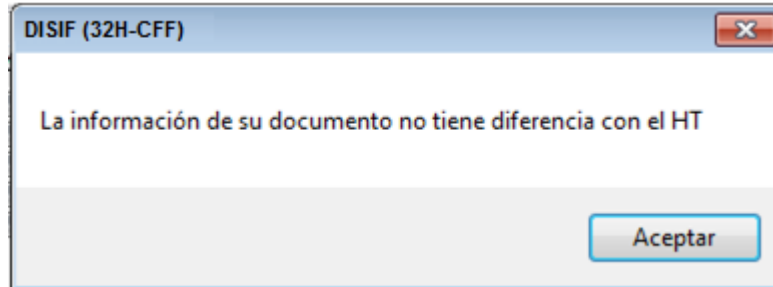 DISIF (32H-CFF)
La información de su documento no tiene diferencia con el HT
Aceptar